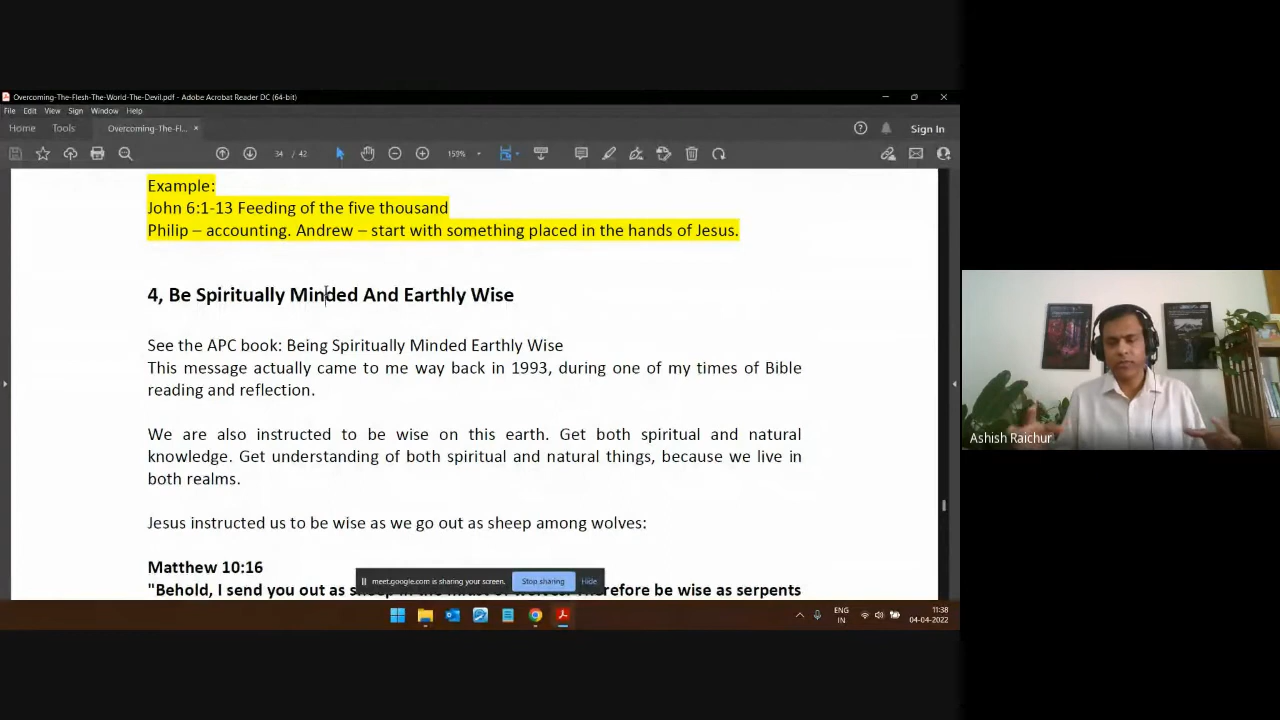 Overcoming-The-Flesh-The-World-The-Devil.pdf - Adobe Acrobat Reader DC (64-bit)
File Edit View Sign Window Help
Home Tools Overcoming-The-Fl... × Sign In
34 / 42 159%
Example:
John 6:1-13 Feeding of the five thousand
Philip – accounting. Andrew – start with something placed in the hands of Jesus.
4, Be Spiritually Minded And Earthly Wise
See the APC book: Being Spiritually Minded Earthly Wise
This message actually came to me way back in 1993, during one of my times of Bible
reading and reflection.
We are also instructed to be wise on this earth. Get both spiritual and natural
knowledge. Get understanding of both spiritual and natural things, because we live in
both realms.
Jesus instructed us to be wise as we go out as sheep among wolves:
Matthew 10:16
"Behold, I send you out as be wise as serpents
meet.google.com is sharing your screen. Stop sharing Hide
ENG
IN
11:38
04-04-2022
Ashish Raichur